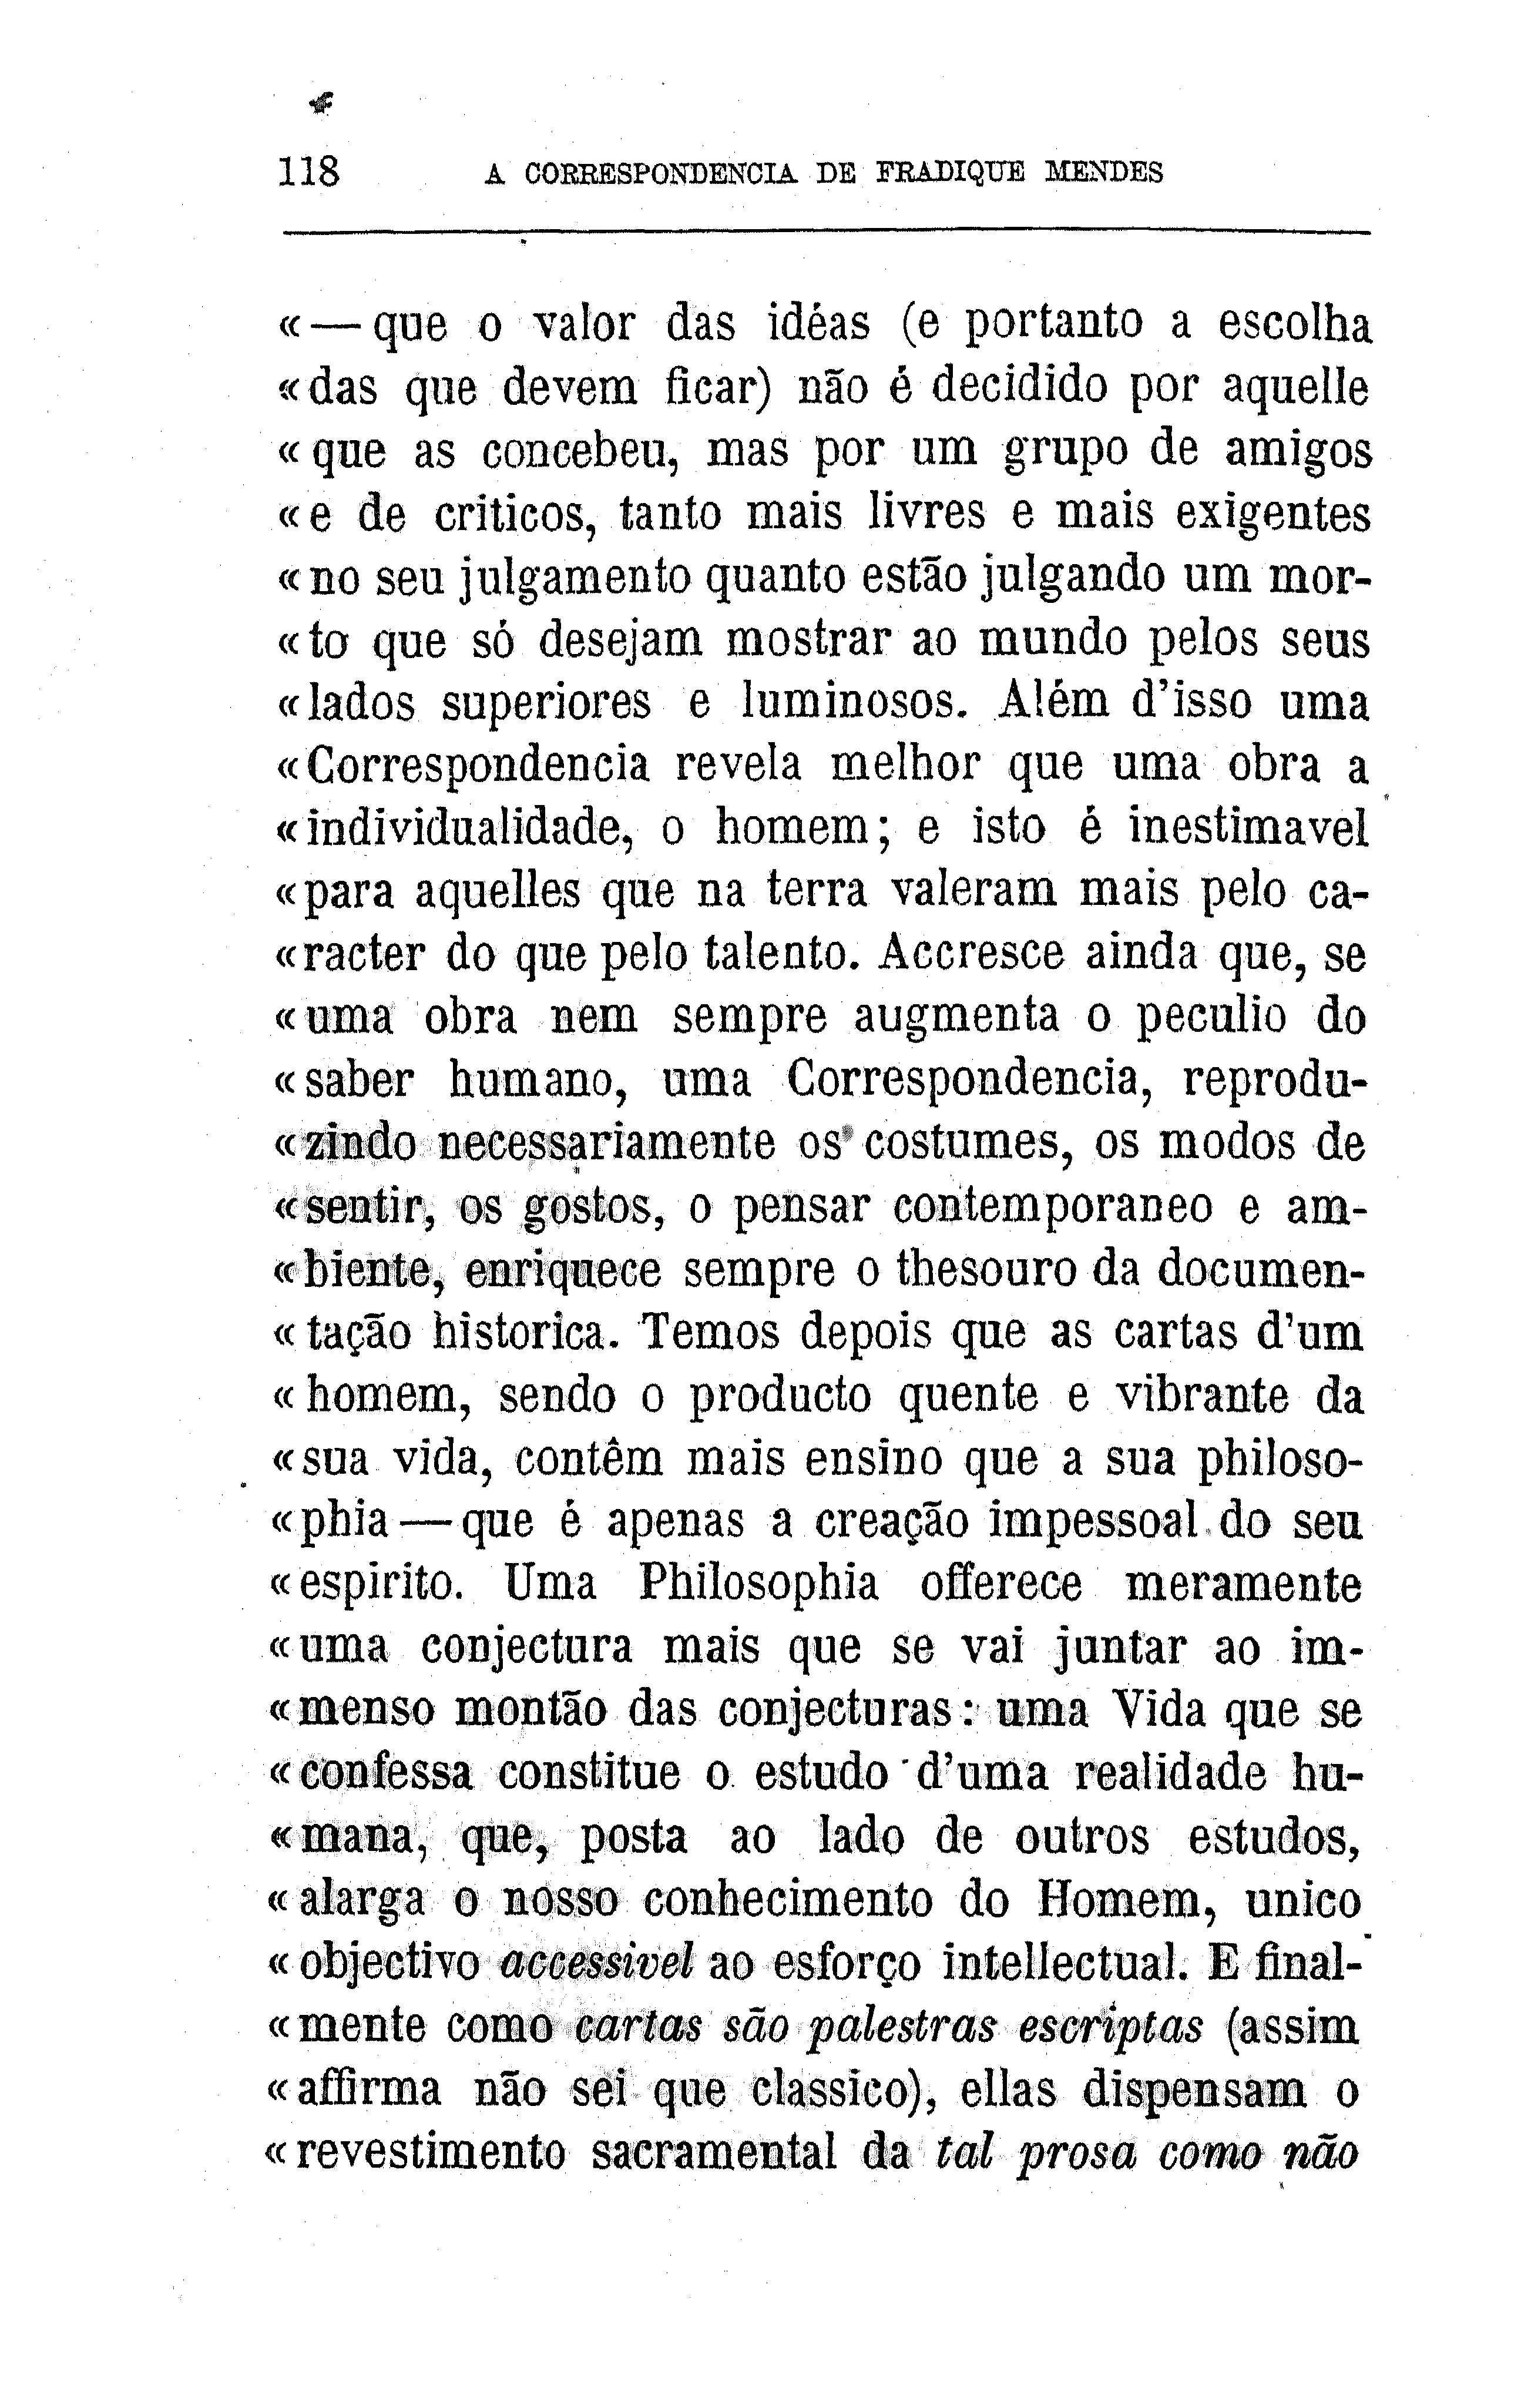 118 A CORRESPONDENCIA DE FRADIQUE MENDES
«— que o valor das idéas (e portanto a escolha
«das que devem ficar) não é decidido por aquelle
«que as concebeu, mas por um grupo de amigos
«e de criticos, tanto mais livres e mais exigentes
«no seu julgamento quanto estão julgando um mor-
«to que só desejam mostrar ao mundo pelos seus
«lados superiores e luminosos. Além d'isso uma
«Correspondencia revela melhor que uma obra a
«individualidade, o homem; e isto é inestimavel
«para aquelles que na terra valeram mais pelo ca-
«racter do que pelo talento. Accresce ainda que, se
«uma obra nem sempre augmenta o peculio do
«saber humano, uma Correspondencia, reprodu-
«zindo necessariamente os costumes, os modos de
«sentir, os gostos, o pensar contemporaneo e am-
«biente, enriquece sempre o thesouro da documen-
«tação historica. Temos depois que as cartas d'um
«homem, sendo o producto quente e vibrante da
«sua vida, contêm mais ensino que a sua philoso-
«phia — que é apenas a creação impessoal do seu
«espirito. Uma Philosophia offerece meramente
«uma conjectura mais que se vai juntar ao im-
«menso montão das conjecturas: uma Vida que se
«confessa constitue o estudo d'uma realidade hu-
«mana, que, posta ao lado de outros estudos,
«alarga o nosso conhecimento do Homem, unico
«objectivo accessivel ao esforço intellectual. E final-
«mente como cartas são palestras escriptas (assim
«affirma não sei que classico), ellas dispensam o
«revestimento sacramental da tal prosa como não